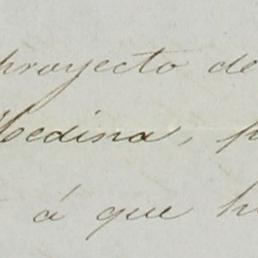 proyecto de
Medina,
á que